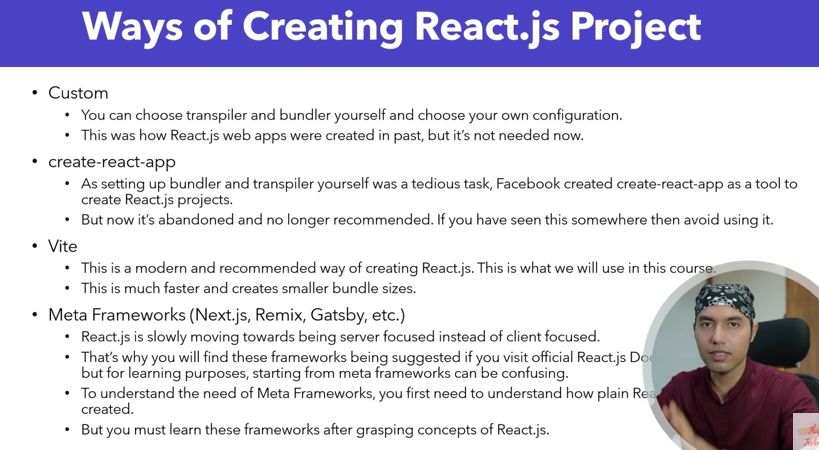 Ways of Creating React.js Project
• Custom
• You can choose transpiler and bundler yourself and choose your own configuration.
• This was how React.js web apps were created in past, but it's not needed now.
• create-react-app
• As setting up bundler and transpiler yourself was a tedious task, Facebook created create-react-app as a tool to
create React.js projects.
• But now it's abandoned and no longer recommended. If you have seen this somewhere then avoid using it.
• Vite
• This is a modern and recommended way of creating React.js. This is what we will use in this course.
• This is much faster and creates smaller bundle sizes.
• Meta Frameworks (Next.js, Remix, Gatsby, etc.)
• React.js is slowly moving towards being server focused instead of client focused.
• That's why you will find these frameworks being suggested if you visit official React.js
but for learning purposes, starting from meta frameworks can be confusing.
• To understand the need of Meta Frameworks, you first need to understand how plain
created.
• But you must learn these frameworks after grasping concepts of React.js.